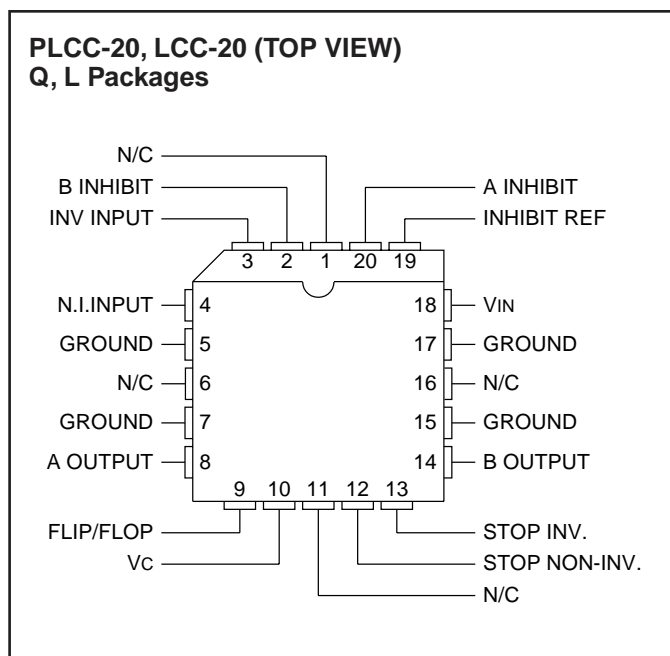 PLCC-20, LCC-20 (TOP VIEW)
Q, L Packages
N/C
B INHIBIT
INV INPUT
A INHIBIT
INHIBIT REF
3 2 1 20 19
N.I.INPUT 4
GROUND 5
N/C 6
GROUND 7
A OUTPUT 8
18 VIN
17 GROUND
16 N/C
15 GROUND
14 B OUTPUT
9 10 11 12 13
FLIP/FLOP
VC
STOP INV.
STOP NON-INV.
N/C